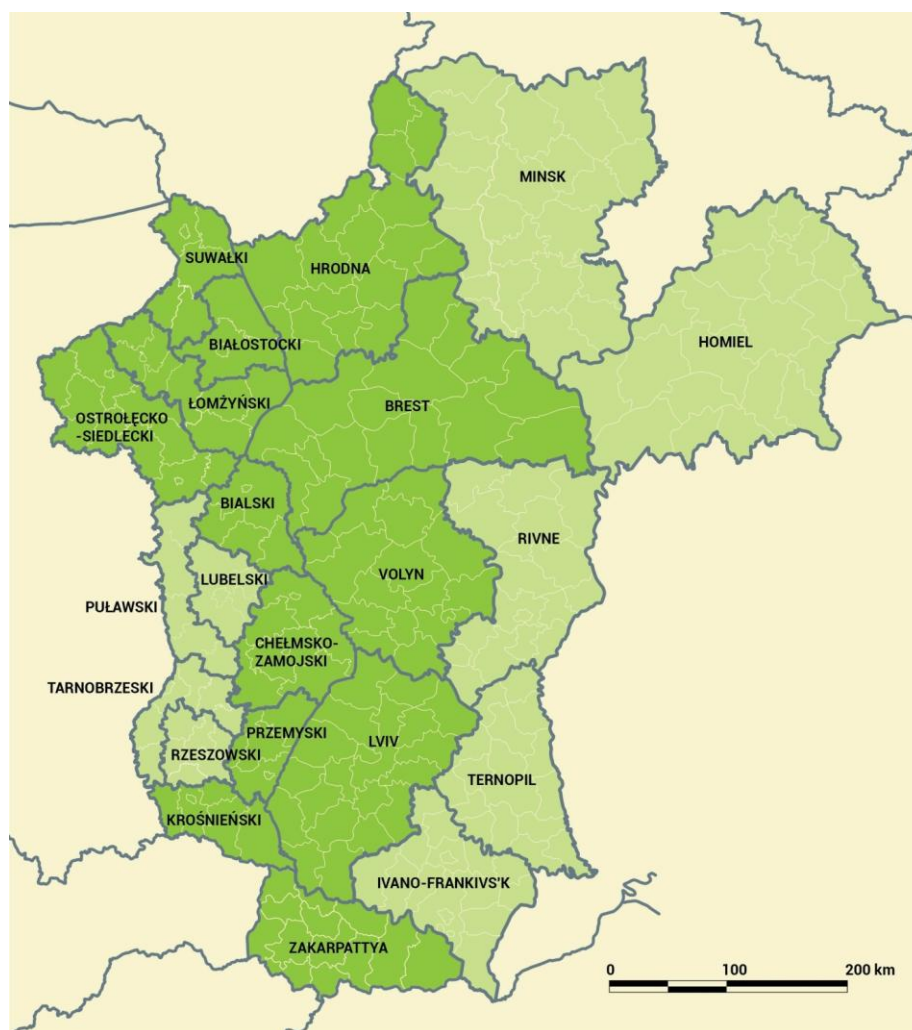 MINSK
SUWAŁKI
HRODNA
BIAŁOSTOCKI
HOMIEL
ŁOMŻYŃSKI
BREST
OSTROŁĘCKO
-SIEDLECKI
BIALSKI
RIVNE
LUBELSKI
VOLYN
PUŁAWSKI
CHEŁMSKO-
ZAMOJSKI
TARNOBRZESKI
PRZEMYSKI
LVIV
RZESZOWSKI
TERNOPIL
KROŚNIEŃSKI
IVANO-FRANKIVS'K
ZAKARPATTYA
0 100 200 km